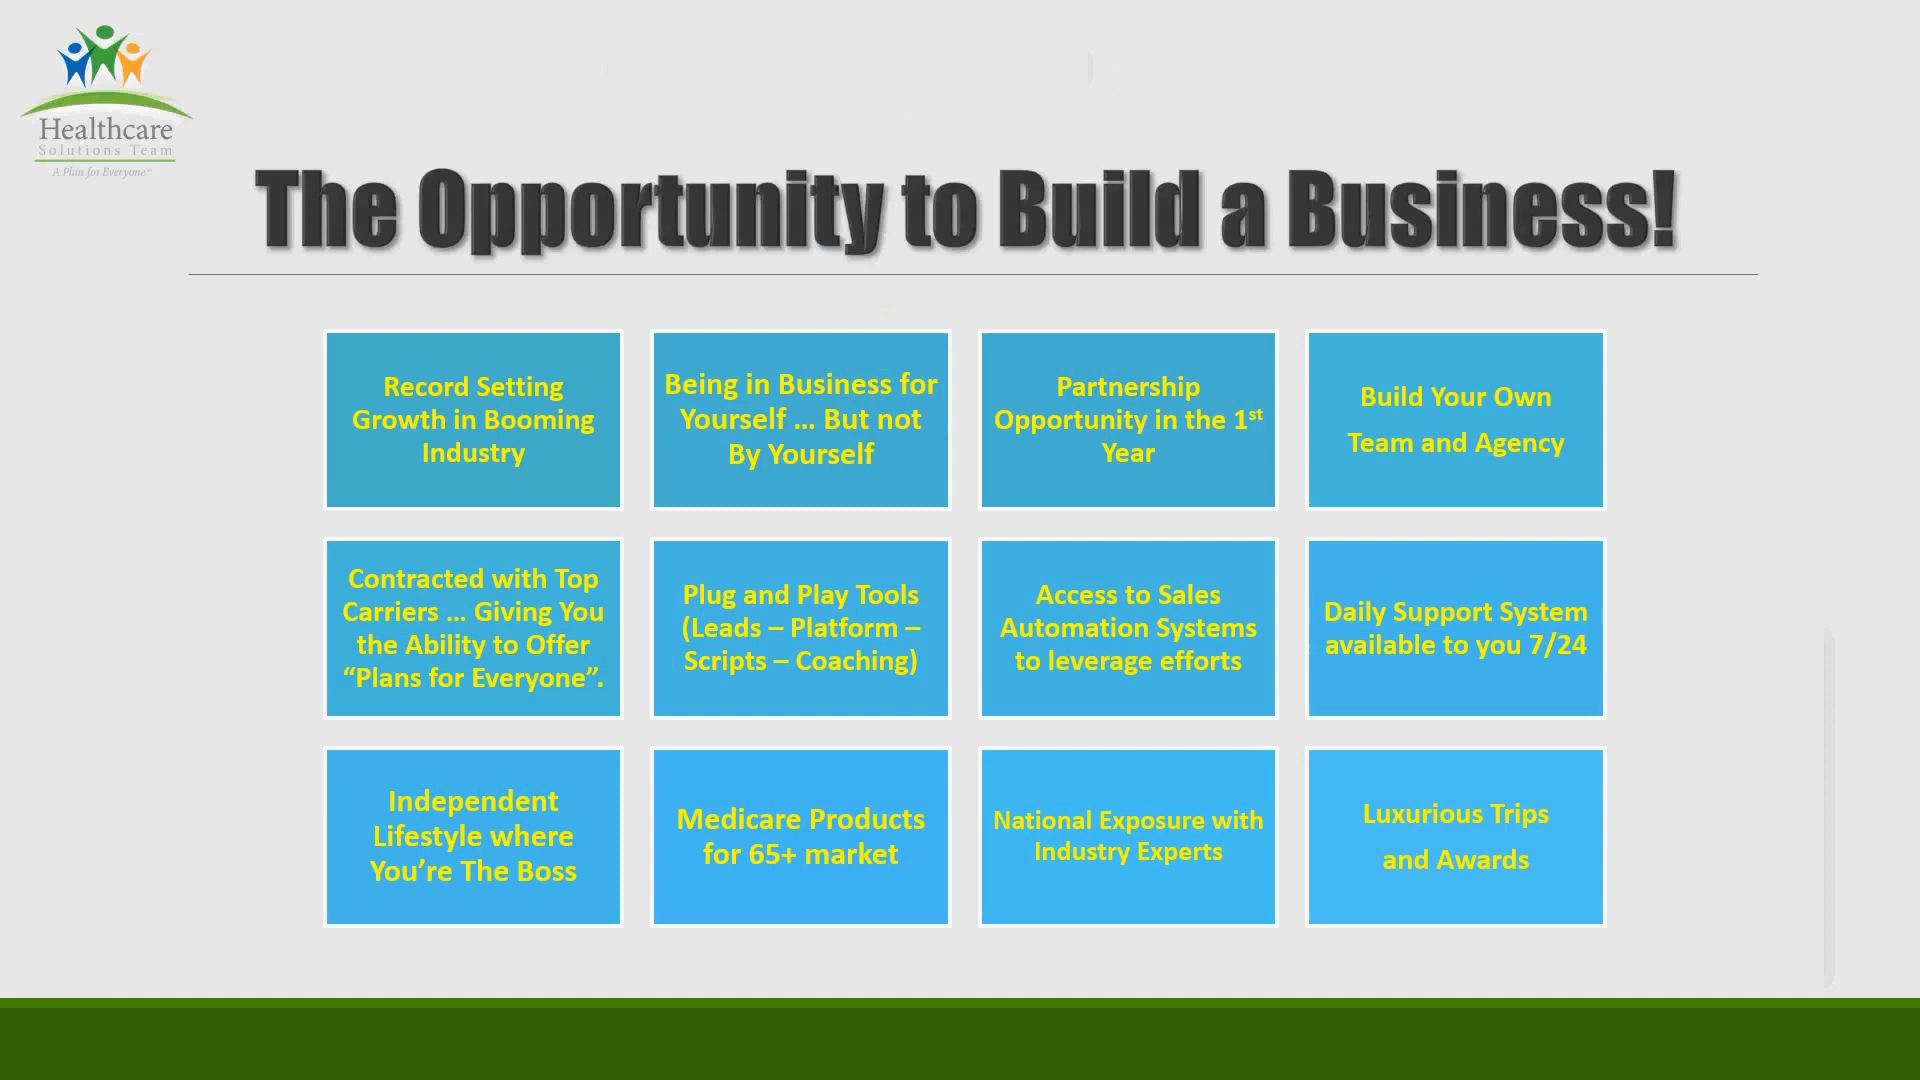 Healthcare
Solutions Team
A Plan for Everyone℠
The Opportunity to Build a Business!
Record Setting
Growth in Booming
Industry
Being in Business for
Yourself … But not
By Yourself
Partnership
Opportunity in the 1st
Year
Build Your Own
Team and Agency
Contracted with Top
Carriers … Giving You
the Ability to Offer
“Plans for Everyone”.
Plug and Play Tools
(Leads – Platform –
Scripts – Coaching)
Access to Sales
Automation Systems
to leverage efforts
Daily Support System
available to you 7/24
Independent
Lifestyle where
You’re The Boss
Medicare Products
for 65+ market
National Exposure with
Industry Experts
Luxurious Trips
and Awards